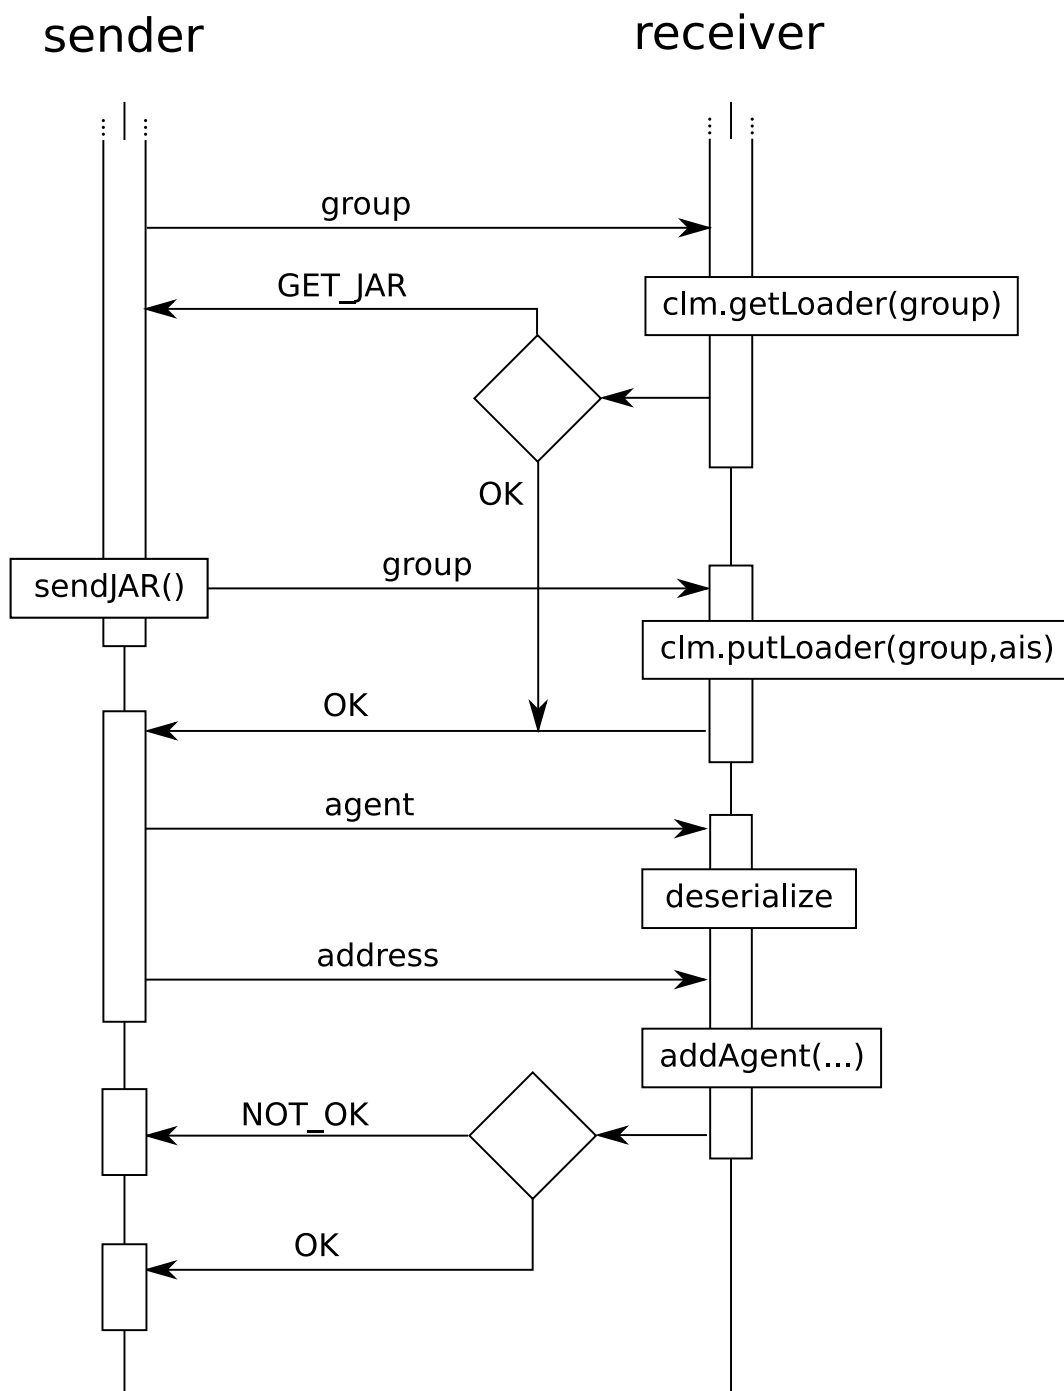 sender
receiver
group
GET_JAR
clm.getLoader(group)
OK
group
sendJAR()
clm.putLoader(group,ais)
OK
agent
deserialize
address
addAgent(...)
NOT_OK
OK